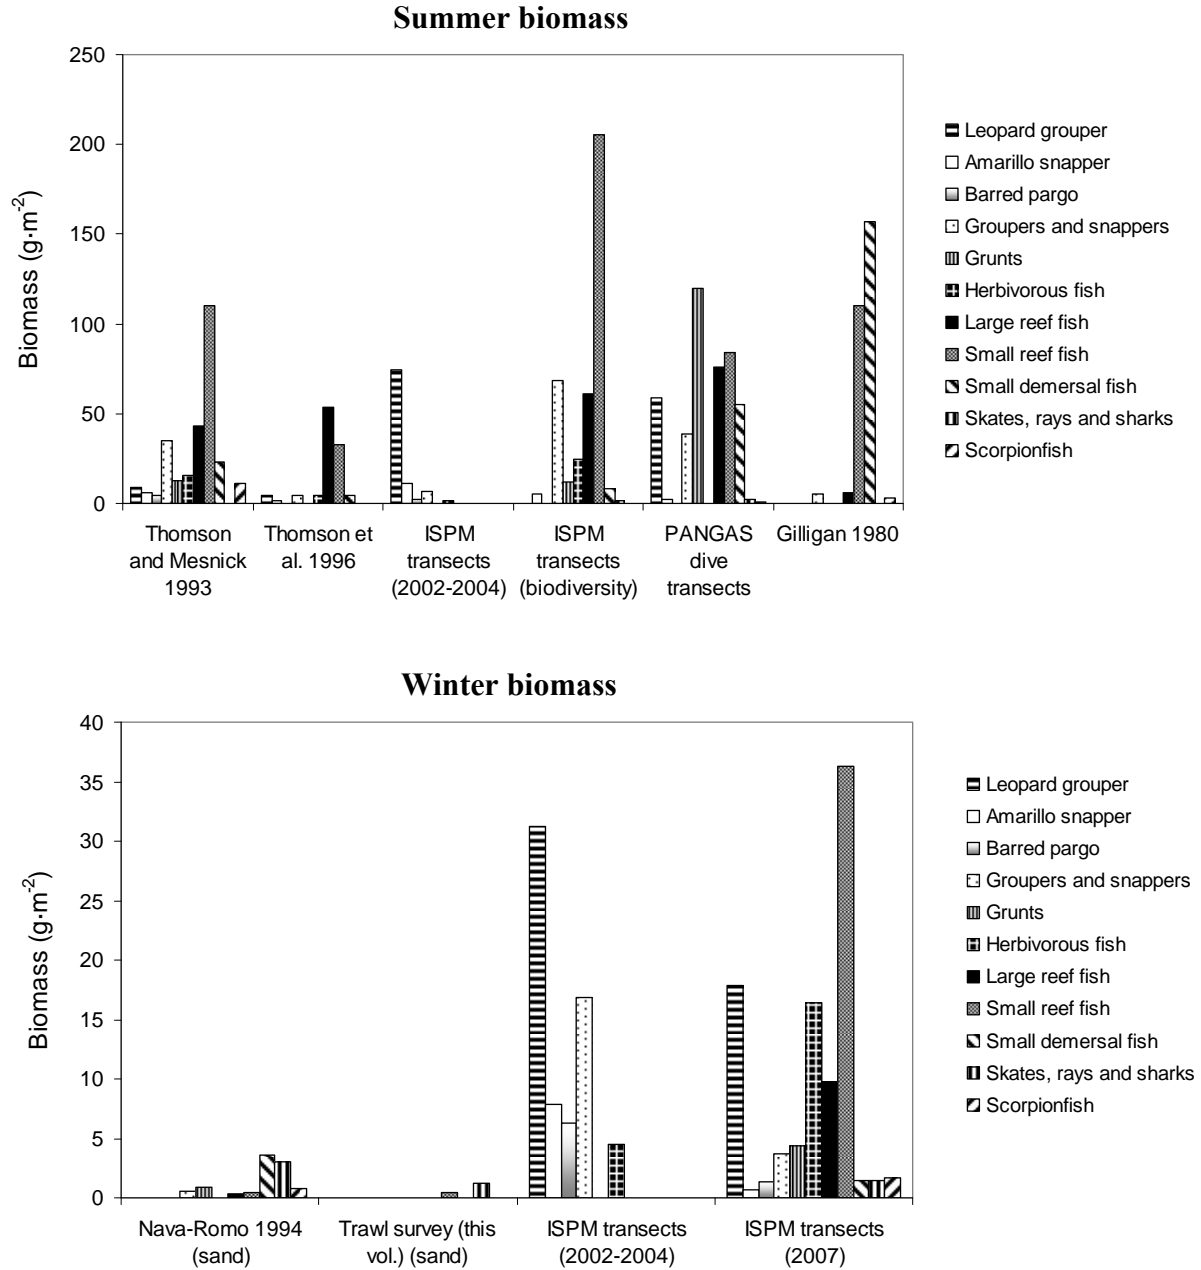 Summer biomass
250
200
150
100
50
0
Biomass (g·m-2)
Thomson
and Mesnick
1993
Thomson et
al. 1996
ISPM
transects
(2002-2004)
ISPM
transects
(biodiversity)
PANGAS
dive
transects
Gilligan 1980
Leopard grouper
Amarillo snapper
Barred pargo
Groupers and snappers
Grunts
Herbivorous fish
Large reef fish
Small reef fish
Small demersal fish
Skates, rays and sharks
Scorpionfish
Winter biomass
40
35
30
25
20
15
10
5
0
Biomass (g·m-2)
Nava-Romo 1994
(sand)
Trawl survey (this
vol.) (sand)
ISPM transects
(2002-2004)
ISPM transects
(2007)
Leopard grouper
Amarillo snapper
Barred pargo
Groupers and snappers
Grunts
Herbivorous fish
Large reef fish
Small reef fish
Small demersal fish
Skates, rays and sharks
Scorpionfish